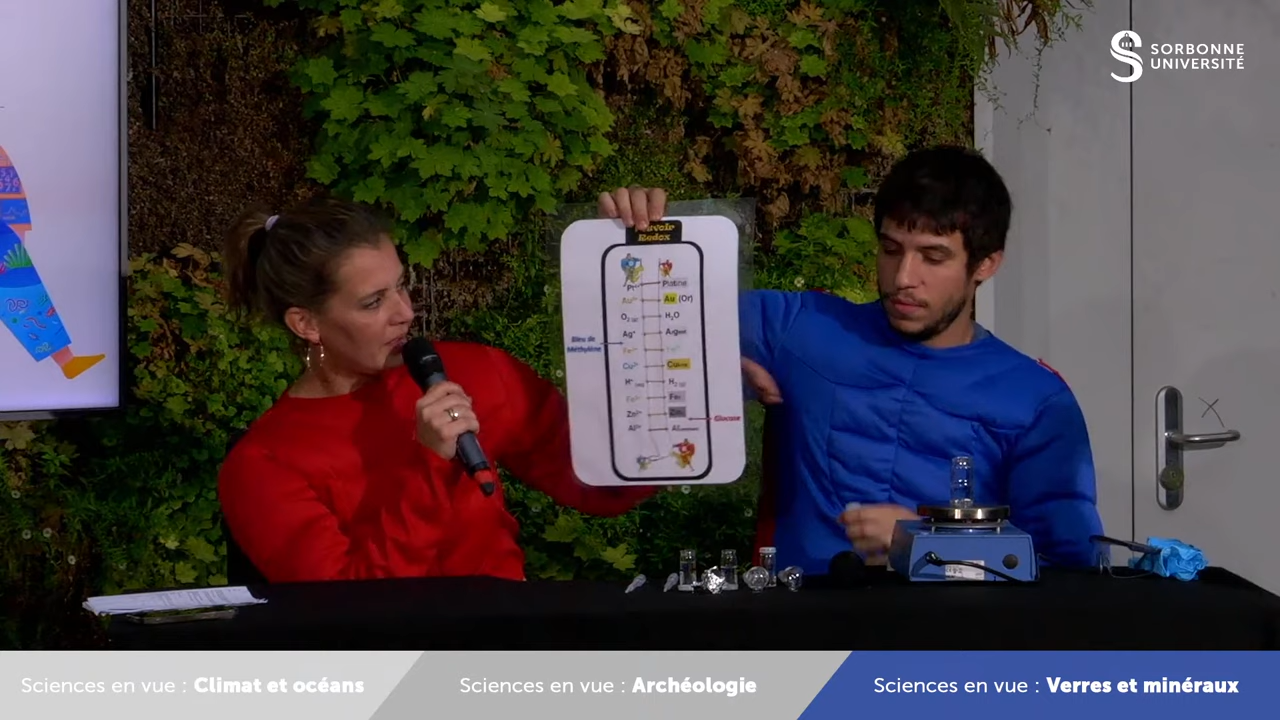 SORBONNE
UNIVERSITÉ
Redox
Platine
Au (Or)
O₂ H₂O
Ag⁺ Argent
Bleu de
Méthylène
Cu²⁺ Cuivre
H⁺ H₂
Fe²⁺ Fer
Zn²⁺ Zinc
Glucose
Al³⁺ Aluminium
Sciences en vue : Climat et océans
Sciences en vue : Archéologie
Sciences en vue : Verres et minéraux